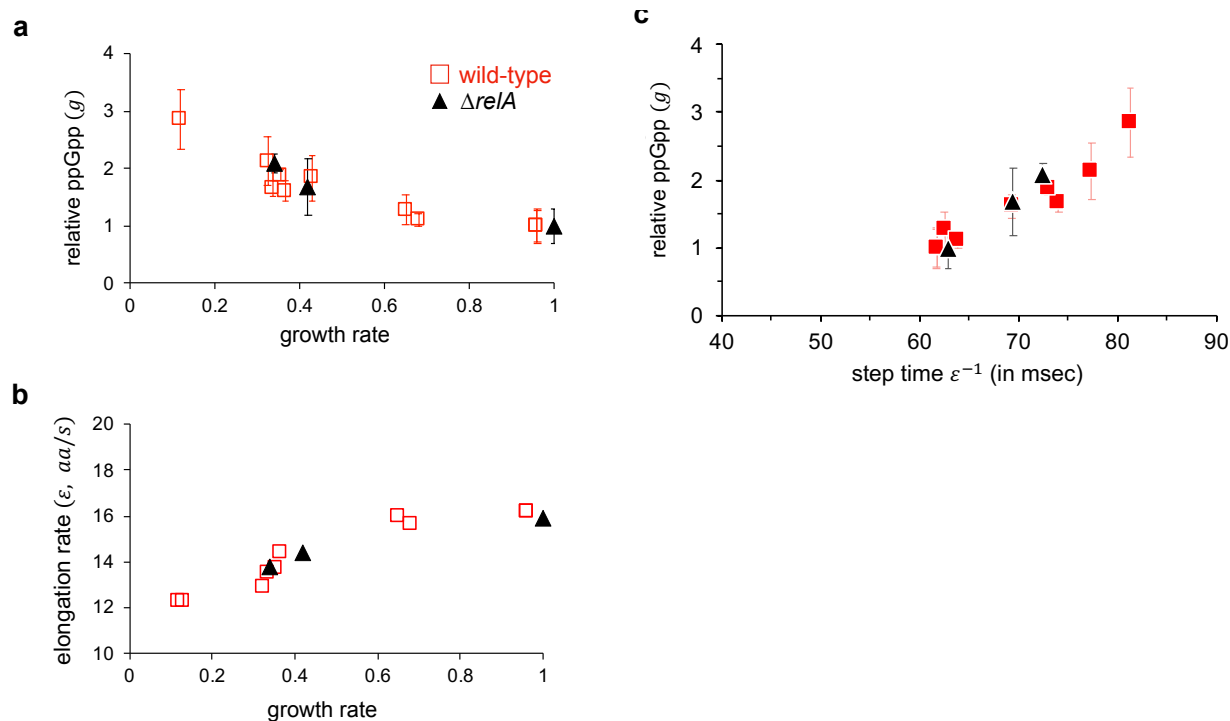 a
relative ppGpp (g)
4
3
2
1
0
wild-type
ΔrelA
0 0.2 0.4 0.6 0.8 1
growth rate
b
elongation rate (ε, aa/s)
20
18
16
14
12
10
0 0.2 0.4 0.6 0.8 1
growth rate
c
relative ppGpp (g)
4
3
2
1
0
40 50 60 70 80 90
step time ε⁻¹ (in msec)